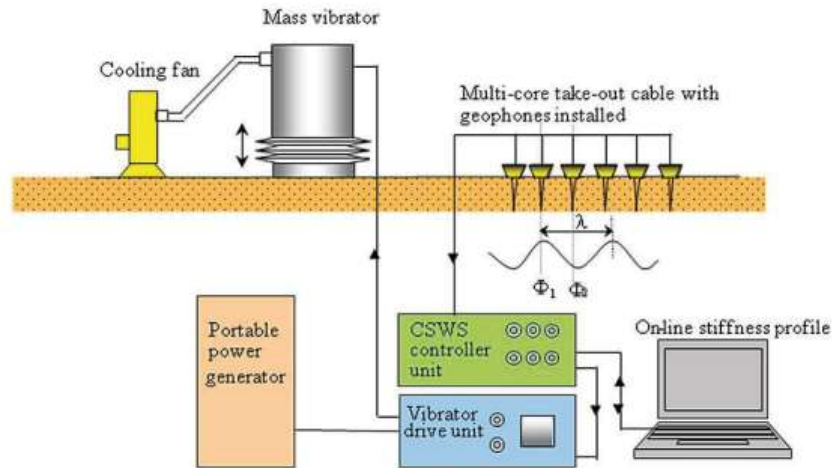 Mass vibrator
Cooling fan
Multi-core take-out cable with
geophones installed
λ
Φ1 Φ2
Portable
power
generator
CSWS
controller
unit
On-line stiffness profile
Vibrator
drive unit